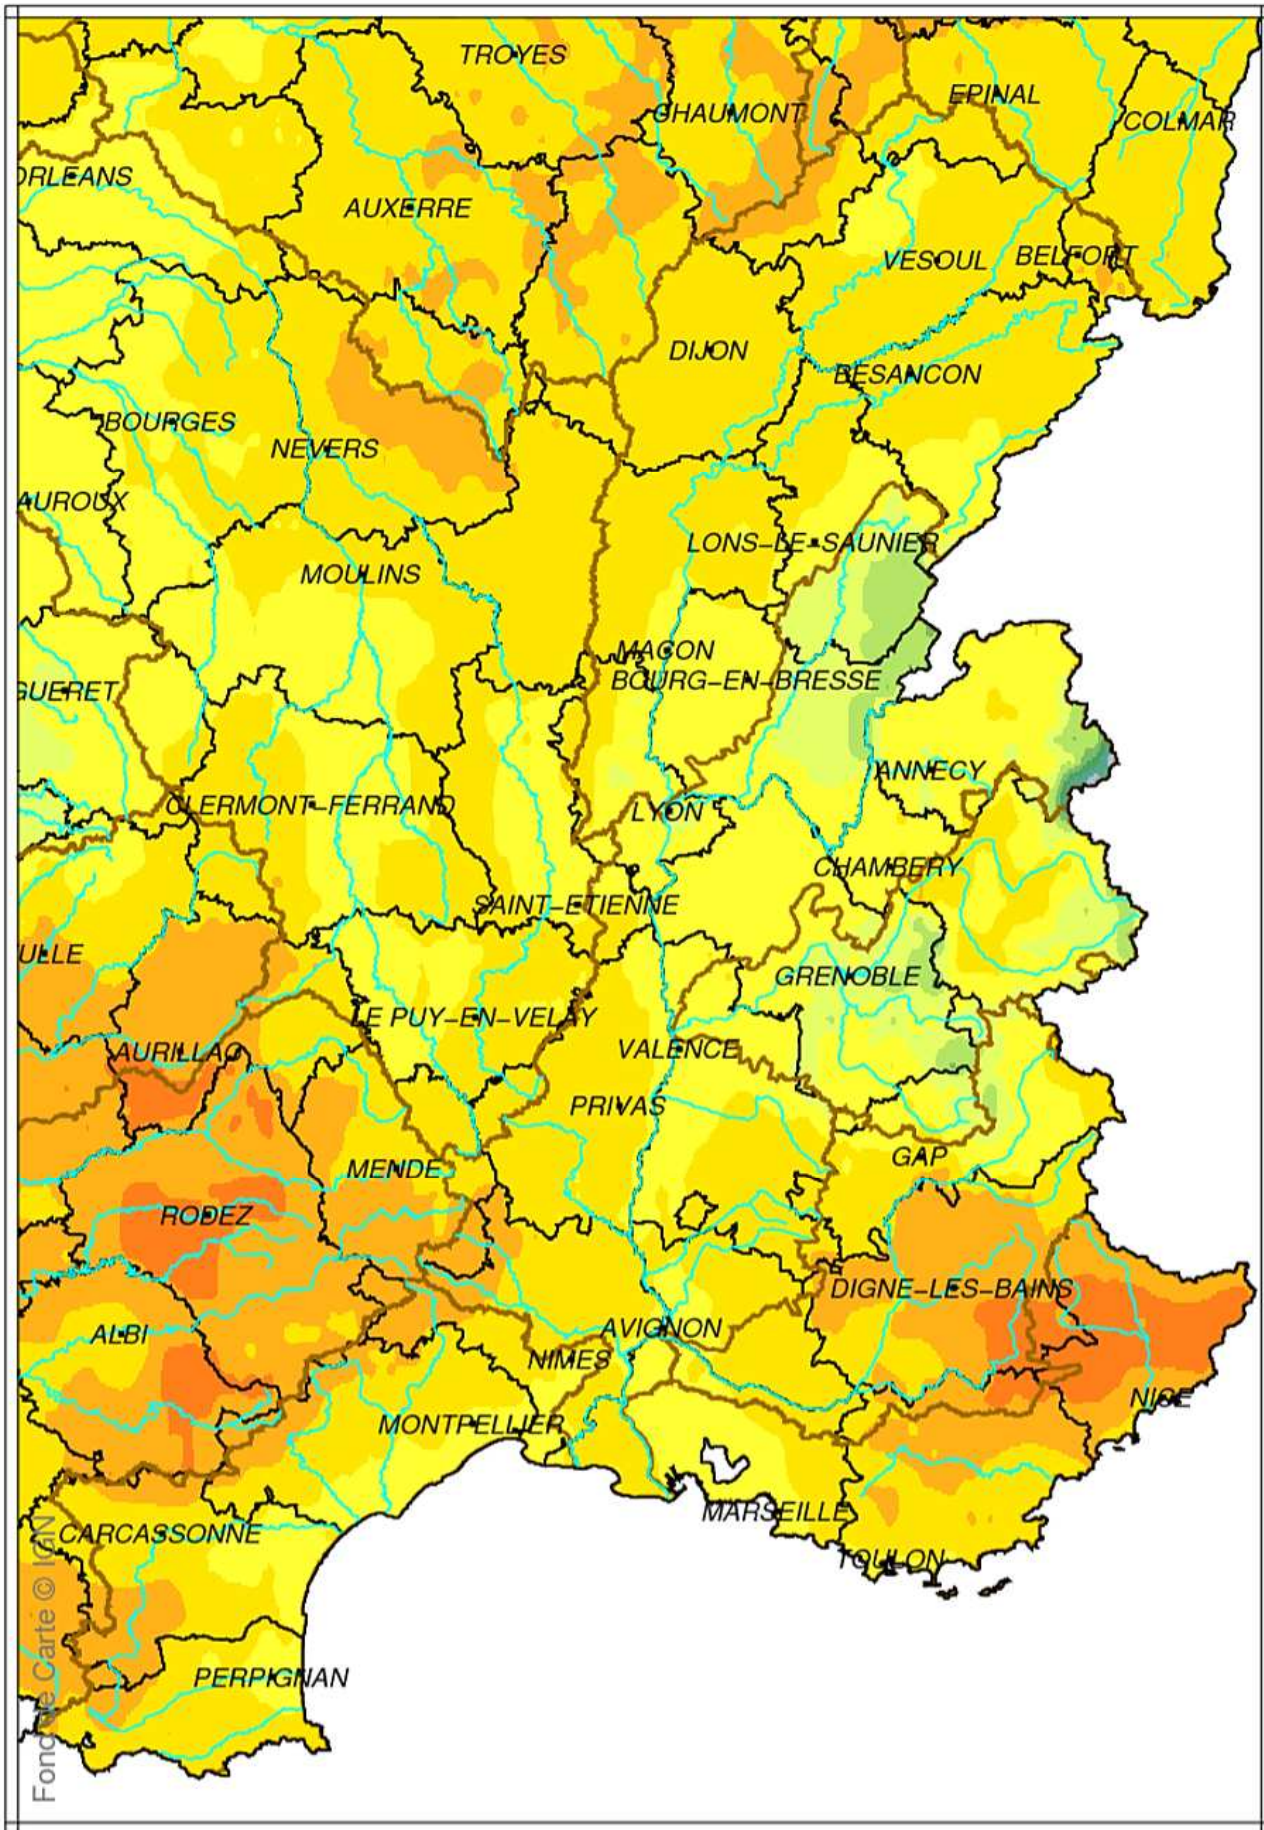 TROYES
EPINAL
CHAUMONT
COLMAR
ORLEANS
AUXERRE
VESOUL
BELFORT
DIJON
BESANCON
BOURGES
NEVERS
AUROUX
LONS-LE-SAUNIER
MOULINS
MACON
BOURG-EN-BRESSE
GUERET
ANNECY
CLERMONT-FERRAND
LYON
CHAMBERY
SAINT-ETIENNE
ULLE
GRENOBLE
LE PUY-EN-VELAY
VALENCE
AURILLAC
PRIVAS
GAP
MENDE
RODEZ
DIGNE-LES-BAINS
AVIGNON
ALBI
NIMES
NICE
MONTPELLIER
MARSEILLE
CARCASSONNE
TOULON
PERPIGNAN
Fond de Carte © IGN